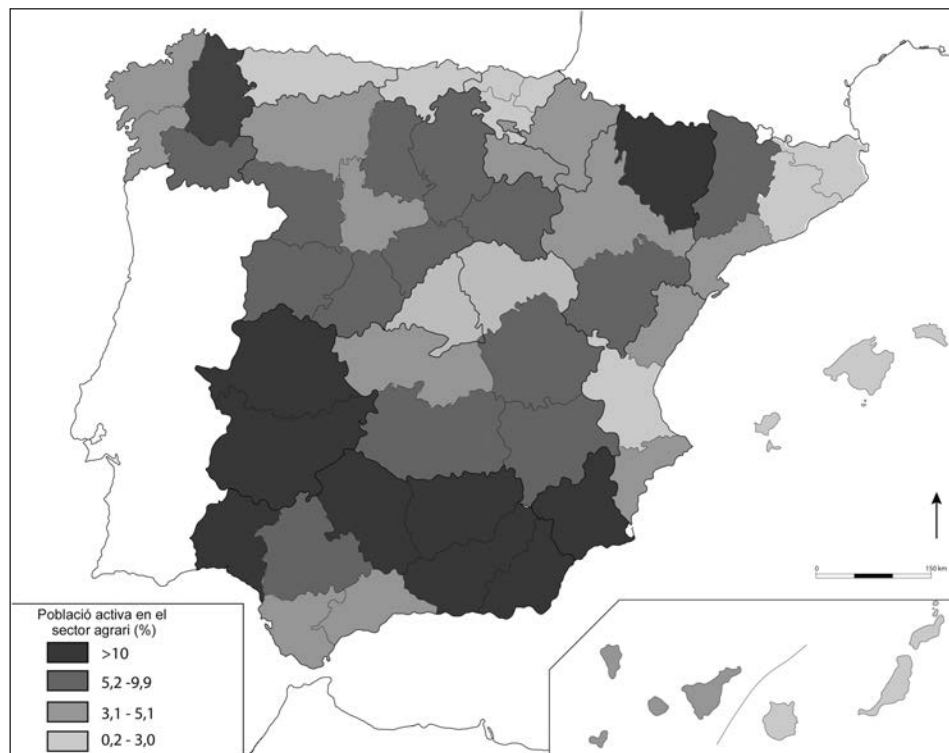 Població activa en el
sector agrari (%)
>10
5,2 -9,9
3,1 - 5,1
0,2 - 3,0
0
150 km